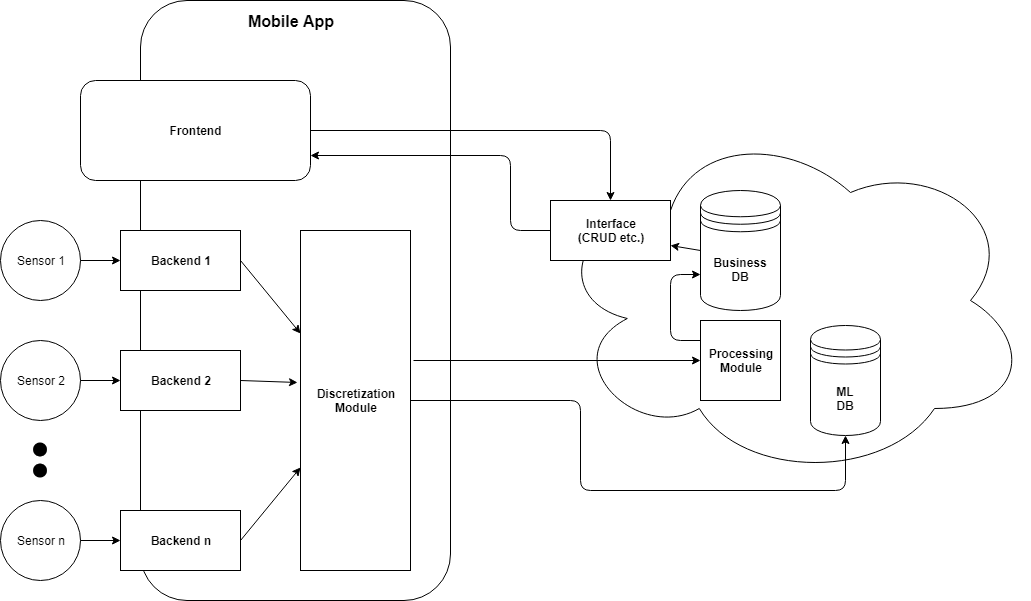 Mobile App
Frontend
Interface
(CRUD etc.)
Sensor 1
Backend 1
Business
DB
Sensor 2
Backend 2
Discretization
Module
Processing
Module
ML
DB
Sensor n
Backend n